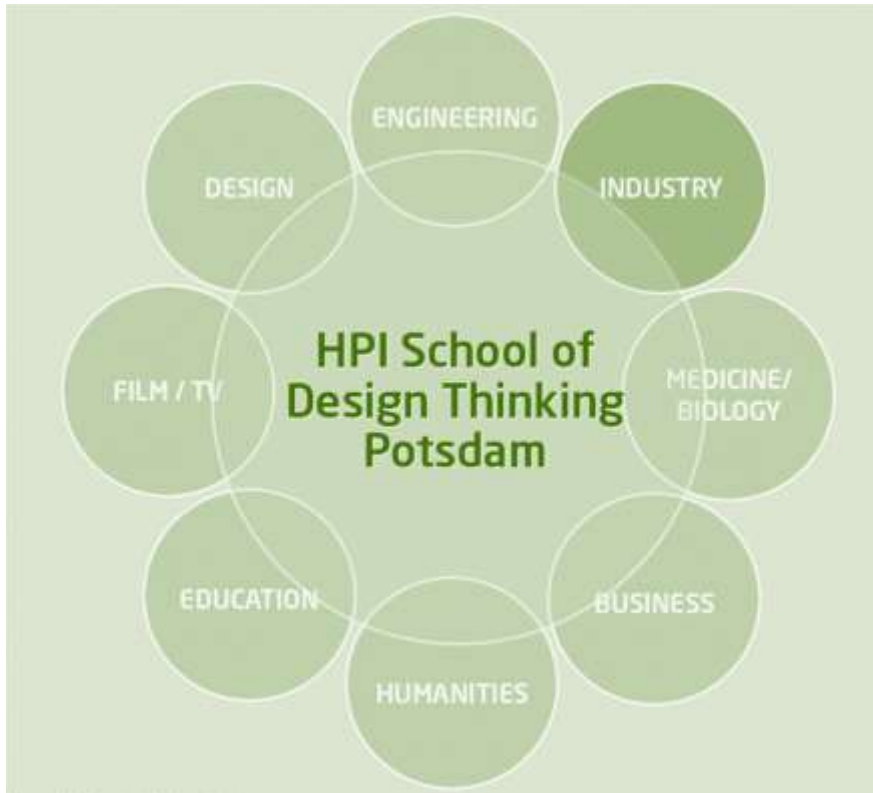 ENGINEERING
DESIGN
INDUSTRY
HPI School of
Design Thinking
Potsdam
FILM / TV
MEDICINE/
BIOLOGY
EDUCATION
BUSINESS
HUMANITIES